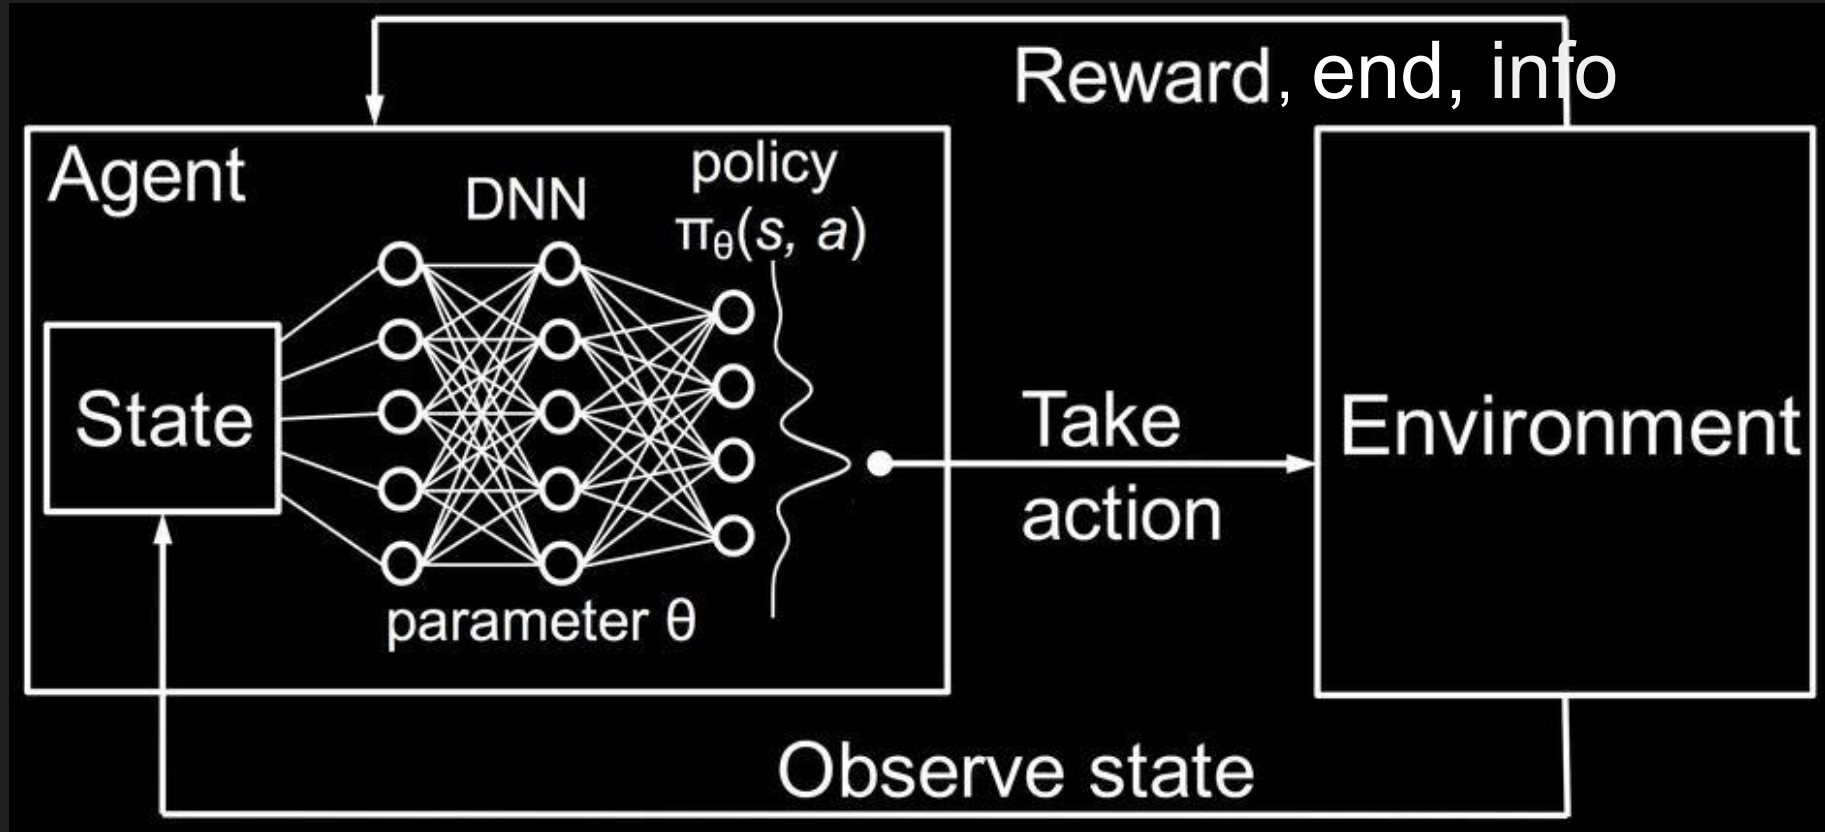 Reward, end, info
Agent
DNN
policy
πθ(s, a)
State
parameter θ
Take
action
Environment
Observe state